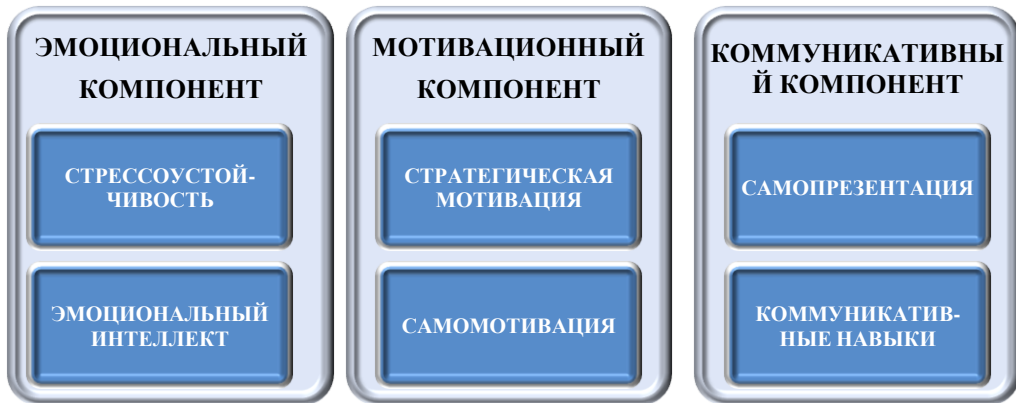 ЭМОЦИОНАЛЬНЫЙ
КОМПОНЕНТ
СТРЕССОУСТОЙ-
ЧИВОСТЬ
ЭМОЦИОНАЛЬНЫЙ
ИНТЕЛЛЕКТ
МОТИВАЦИОННЫЙ
КОМПОНЕНТ
СТРАТЕГИЧЕСКАЯ
МОТИВАЦИЯ
САМОМОТИВАЦИЯ
КОММУНИКАТИВНЫ
Й КОМПОНЕНТ
САМОПРЕЗЕНТАЦИЯ
КОММУНИКАТИВ-
НЫЕ НАВЫКИ